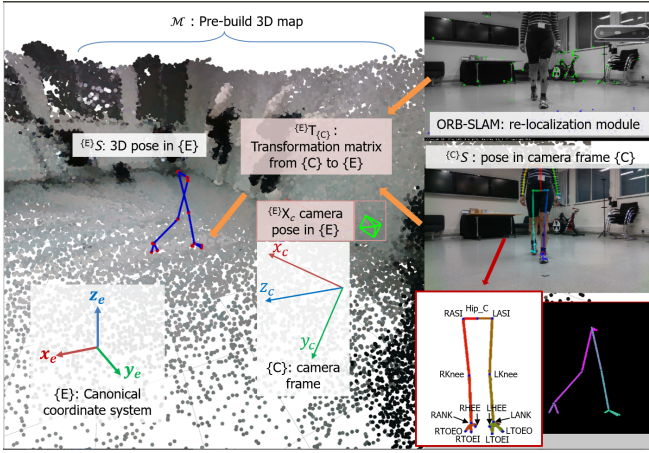 ℳ : Pre-build 3D map
{E}S: 3D pose in {E}
{E}T{C} :
Transformation matrix
from {C} to {E}
{E}Xc camera
pose in {E}
ORB-SLAM: re-localization module
{C}S : pose in camera frame {C}
xc
zc
yc
{C}: camera
frame
ze
xe
ye
{E}: Canonical
coordinate system
Hip_C
RASI
LASI
RKnee
LKnee
RHEE
LHEE
RANK
LANK
RTOEO
LTOEO
RTOEI
LTOEI